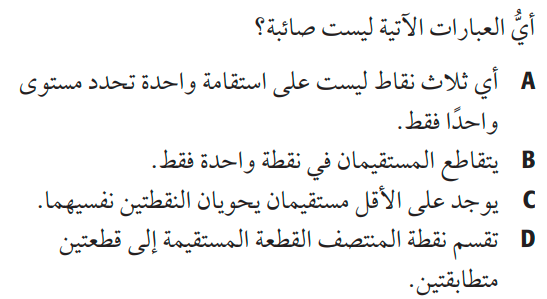 أيُّ العبارات الآتية ليست صائبة؟
A أي ثلاث نقاط ليست على استقامة واحدة تحدد مستوى
واحدًا فقط.
B يتقاطع المستقيمان في نقطة واحدة فقط.
C يوجد على الأقل مستقيمان يحويان النقطتين نفسيهما.
D تقسم نقطة المنتصف القطعة المستقيمة إلى قطعتين
متطابقتين.